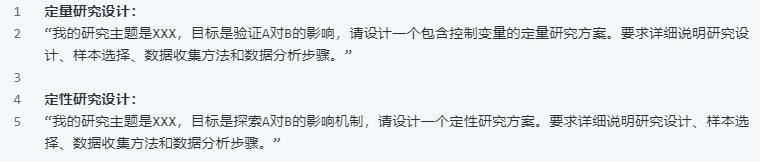 1 定量研究设计：
2 “我的研究主题是XXX，目标是验证A对B的影响，请设计一个包含控制变量的定量研究方案。要求详细说明研究设
计、样本选择、数据收集方法和数据分析步骤。”
3
4 定性研究设计：
5 “我的研究主题是XXX，目标是探索A对B的影响机制，请设计一个定性研究方案。要求详细说明研究设计、样本选
择、数据收集方法和数据分析步骤。”